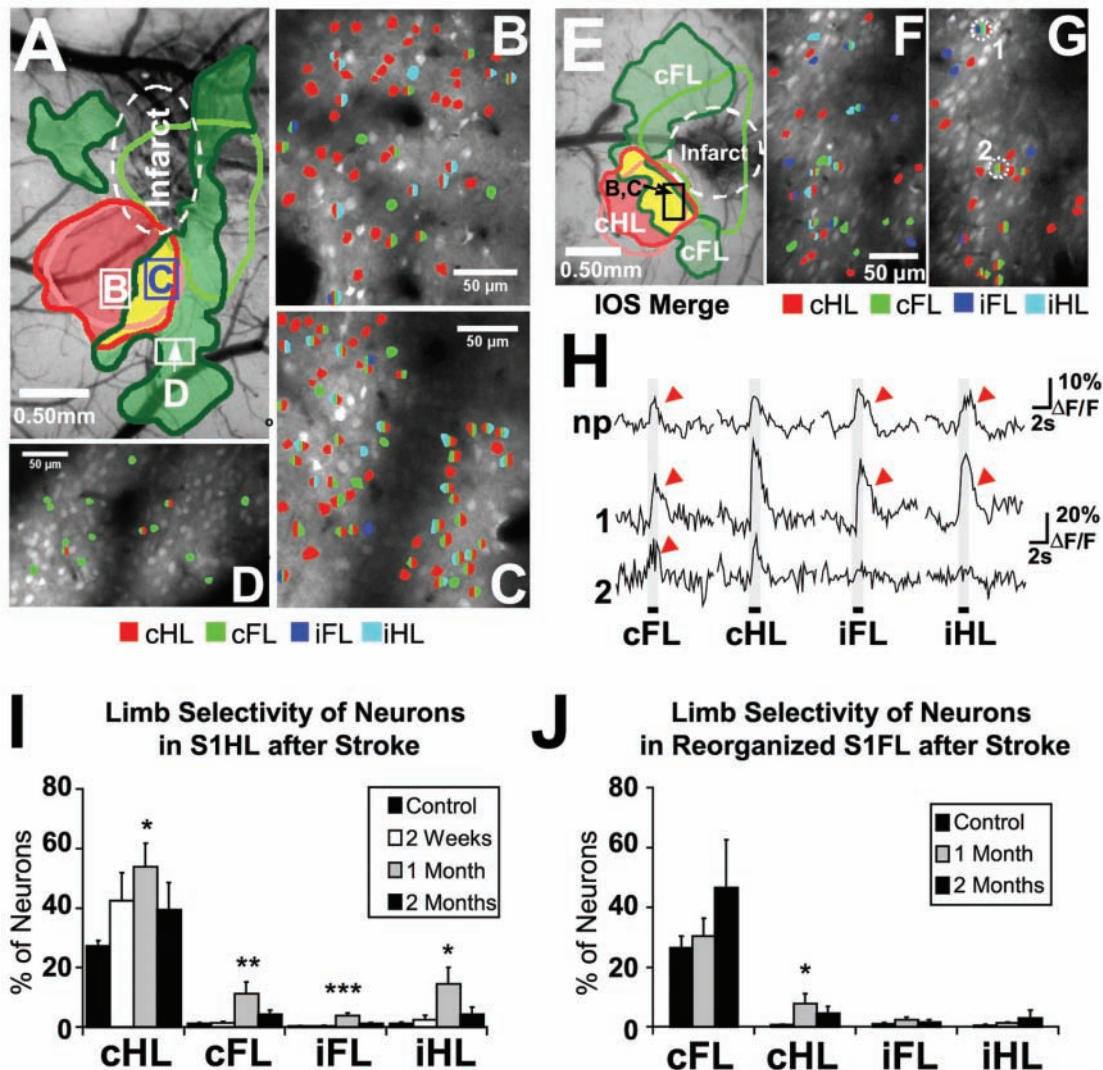 A
Infarct
B
C
D
0.50mm
B
50 µm
50 µm
C
50 µm
D
cHL cFL iFL iHL
E
cFL
Infarct
B,C
cHL
cFL
0.50mm
IOS Merge
F
50 µm
G
1
2
cHL cFL iFL iHL
H
np
1
2
10%
ΔF/F
2s
20%
ΔF/F
2s
cFL cHL iFL iHL
I
Limb Selectivity of Neurons
in S1HL after Stroke
% of Neurons
80
60
40
20
0
*
**
***
*
Control
2 Weeks
1 Month
2 Months
cHL cFL iFL iHL
J
Limb Selectivity of Neurons
in Reorganized S1FL after Stroke
% of Neurons
80
60
40
20
0
*
Control
1 Month
2 Months
cFL cHL iFL iHL